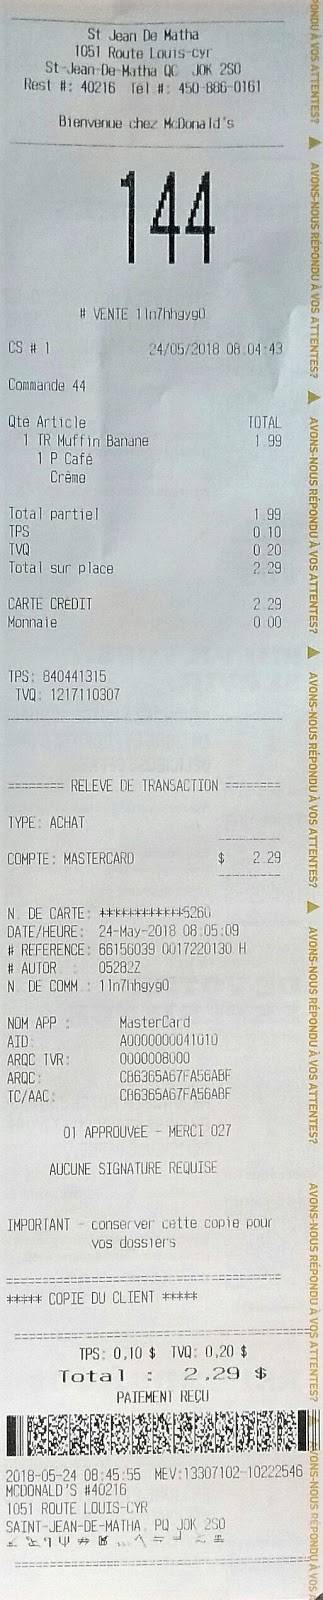 St Jean De Matha
1051 Route Louis-cyr
St-Jean-De-Matha QC J0K 2S0
Rest #: 40216 Tel #: 450-886-0161
Bienvenue chez McDonald's
144
# VENTE 11n7hhgyg0
CS # 1 24/05/2018 08:04:43
Commande 44
Qte Article TOTAL
1 TR Muffin Banane 1.99
1 P Café
Crème
Total partiel 1.99
TPS 0.10
TVQ 0.20
Total sur place 2.29
CARTE CREDIT 2.29
Monnaie 0.00
TPS: 840441315
TVQ: 1217110307
======== RELEVE DE TRANSACTION ========
TYPE: ACHAT
COMPTE: MASTERCARD $ 2.29
N. DE CARTE: ************5260
DATE/HEURE: 24-May-2018 08:05:09
# REFERENCE: 66156039 0017220130 H
# AUTOR. : 05282Z
N. DE COMM.: 11n7hhgyg0
NOM APP : MasterCard
AID: A0000000041010
ARQC TVR: 0000008000
ARQC: CB6365A67FA56ABF
TC/AAC: CB6365A67FA56ABF
01 APPROUVÉE - MERCI 027
AUCUNE SIGNATURE REQUISE
IMPORTANT - conserver cette copie pour
vos dossiers
***** COPIE DU CLIENT *****
TPS: 0,10 $ TVQ: 0,20 $
Total : 2,29 $
PAIEMENT REÇU
2018-05-24 08:45:55 MEV:13307102-10222546
MCDONALD'S #40216
1051 ROUTE LOUIS-CYR
SAINT-JEAN-DE-MATHA, PQ J0K 2S0
RÉPONDU À VOS ATTENTES?
AVONS-NOUS RÉPONDU À VOS ATTENTES?
AVONS-NOUS RÉPONDU À VOS ATTENTES?
AVONS-NOUS RÉPONDU À VOS ATTENTES?
AVONS-NOUS RÉPONDU À VOS ATTENTES?
AVONS-NOUS RÉPONDU À VOS ATTENTES?
AVONS-NOUS RÉPONDU À VOS